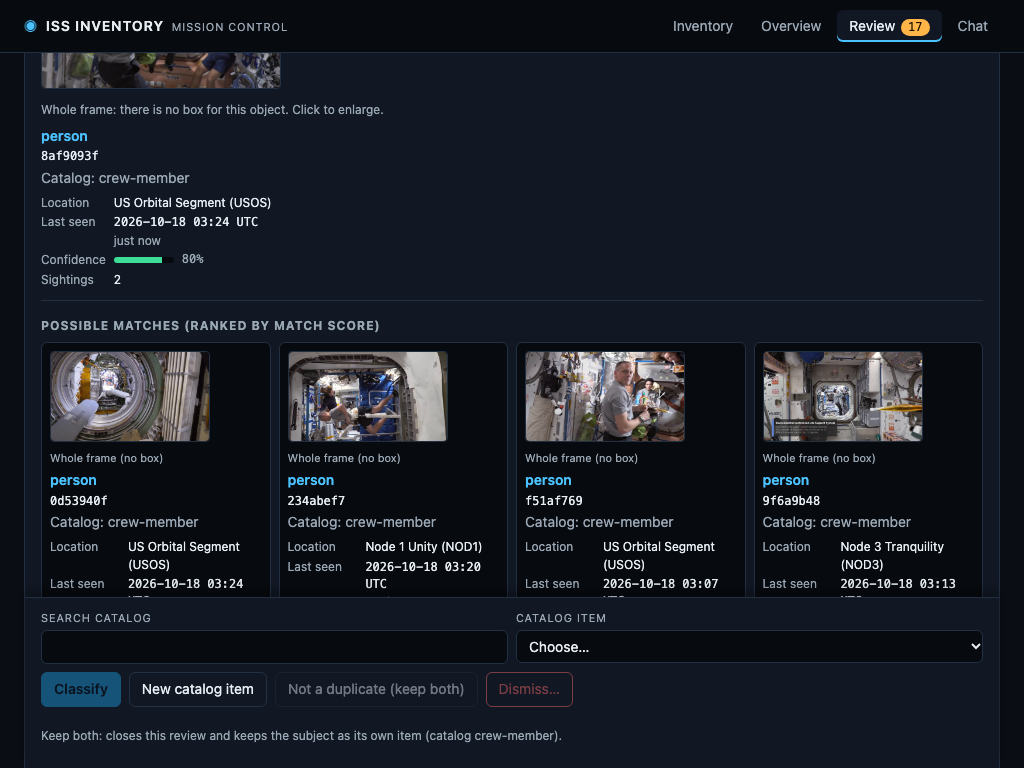 ISS INVENTORY MISSION CONTROL
Inventory Overview Review 17 Chat
Whole frame: there is no box for this object. Click to enlarge.
person
8af9093f
Catalog: crew-member
Location US Orbital Segment (USOS)
Last seen 2026-10-18 03:24 UTC
just now
Confidence 80%
Sightings 2
POSSIBLE MATCHES (RANKED BY MATCH SCORE)
Whole frame (no box)
person
0d53940f
Catalog: crew-member
Location US Orbital Segment
(USOS)
Last seen 2026-10-18 03:24
Whole frame (no box)
person
234abef7
Catalog: crew-member
Location Node 1 Unity (NOD1)
Last seen 2026-10-18 03:20
UTC
Whole frame (no box)
person
f51af769
Catalog: crew-member
Location US Orbital Segment
(USOS)
Last seen 2026-10-18 03:07
Whole frame (no box)
person
9f6a9b48
Catalog: crew-member
Location Node 3 Tranquility
(NOD3)
Last seen 2026-10-18 03:13
SEARCH CATALOG
CATALOG ITEM
Choose...
Classify New catalog item Not a duplicate (keep both) Dismiss...
Keep both: closes this review and keeps the subject as its own item (catalog crew-member).